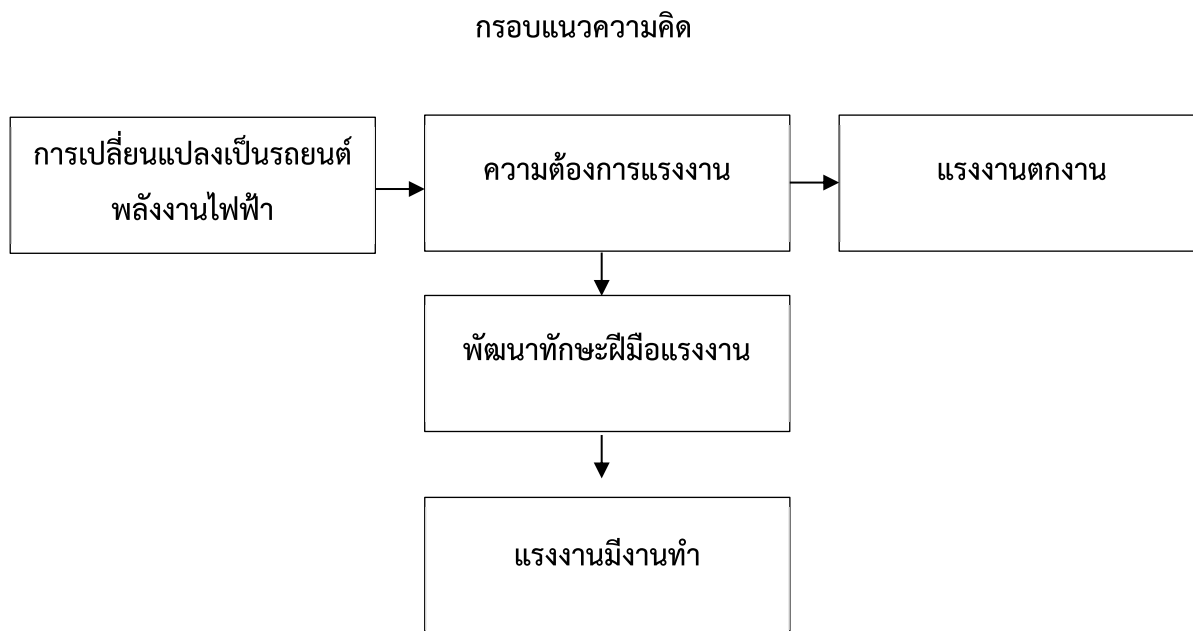 กรอบแนวความคิด
การเปลี่ยนแปลงเป็นรถยนต์
พลังงานไฟฟ้า
ความต้องการแรงงาน
แรงงานตกงาน
พัฒนาทักษะฝีมือแรงงาน
แรงงานมีงานทำ